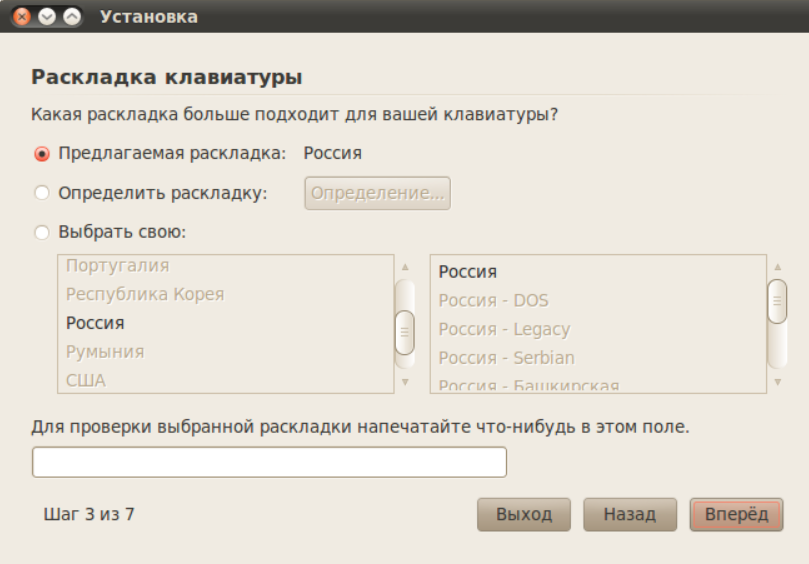 Установка
Раскладка клавиатуры
Какая раскладка больше подходит для вашей клавиатуры?
Предлагаемая раскладка: Россия
Определить раскладку: Определение...
Выбрать свою:
Португалия
Республика Корея
Россия
Румыния
США
Россия
Россия - DOS
Россия - Legacy
Россия - Serbian
Россия - Башкирская
Для проверки выбранной раскладки напечатайте что-нибудь в этом поле.
Шаг 3 из 7
Выход Назад Вперёд